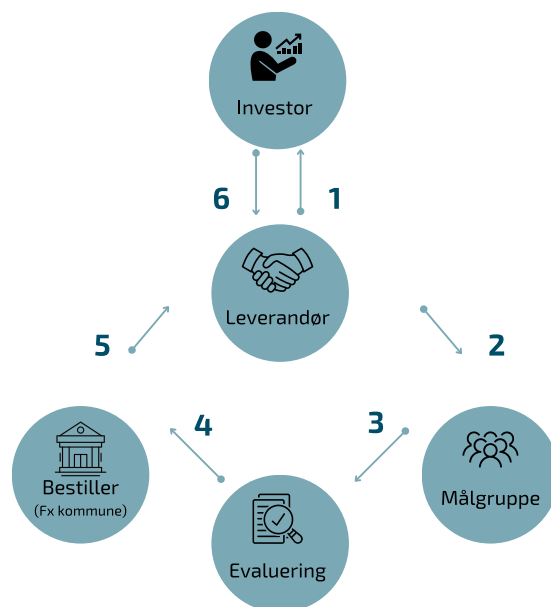 Investor
6
1
Leverandør
5
2
4
3
Bestiller
(Fx kommune)
Målgruppe
Evaluering